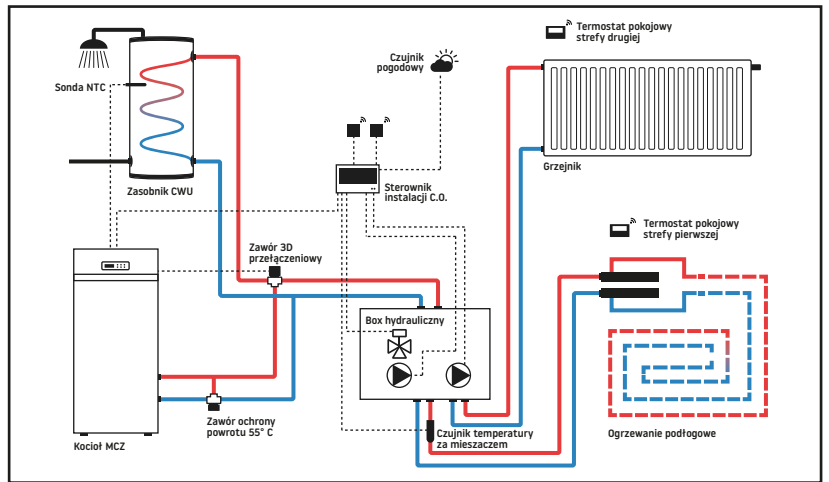 Termostat pokojowy
strefy drugiej
Czujnik
pogodowy
Sonda NTC
Grzejnik
Zasobnik CWU
Sterownik
instalacji C.O.
Termostat pokojowy
strefy pierwszej
Zawór 3D
przełączeniowy
Box hydrauliczny
Zawór ochrony
powrotu 55° C
Kocioł MCZ
Czujnik temperatury
za mieszaczem
Ogrzewanie podłogowe